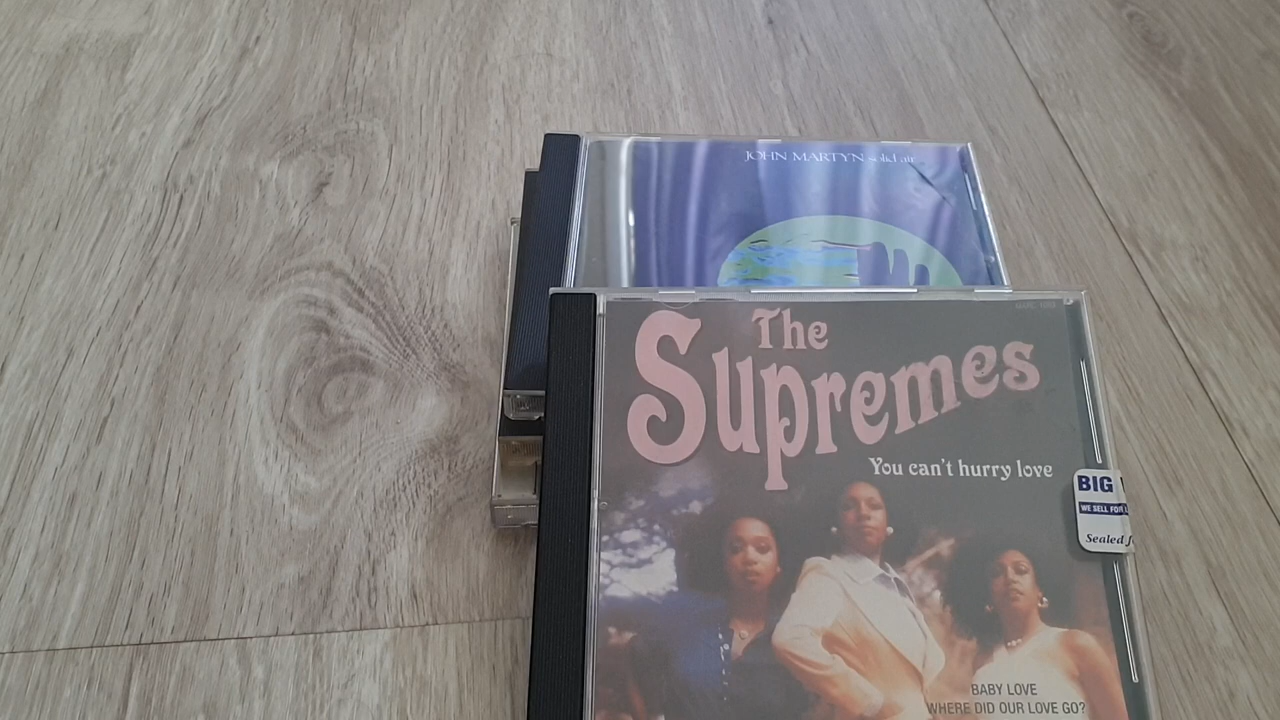 JOHN MARTYN solid air
The
Supremes
You can't hurry love
BIG
WE SELL FOR
Sealed
BABY LOVE
WHERE DID OUR LOVE GO?